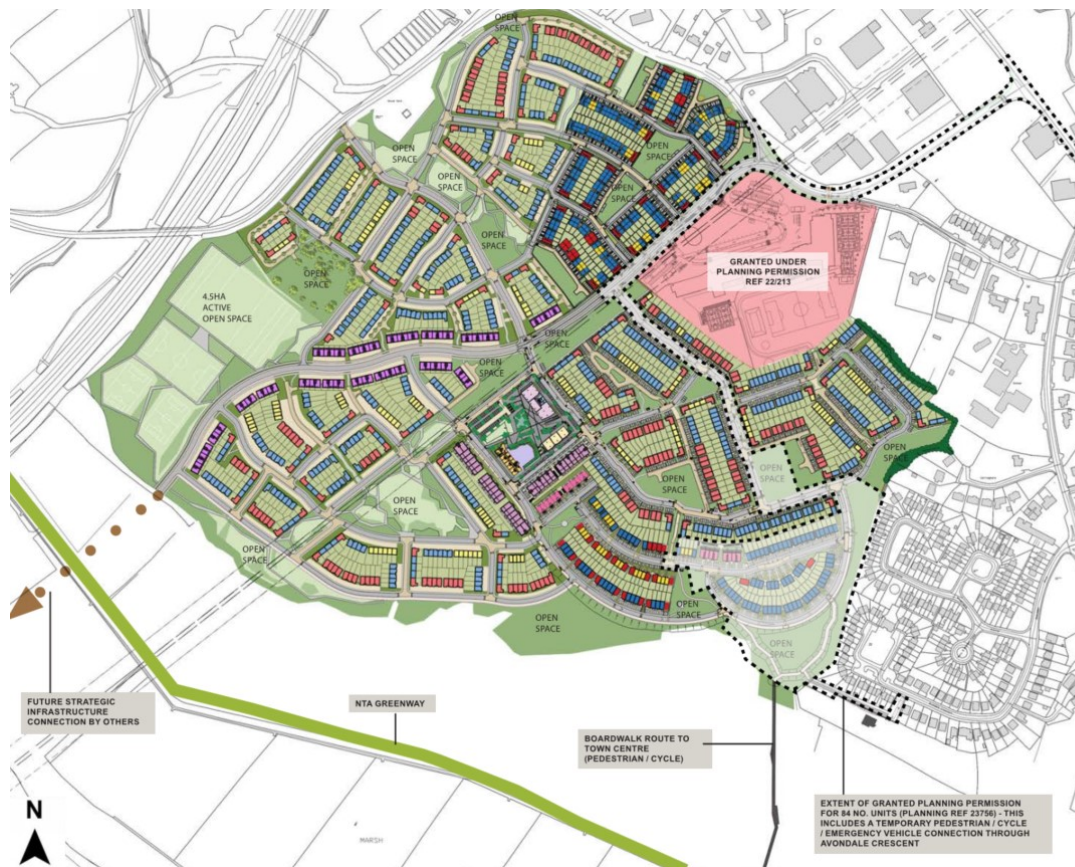 OPEN
SPACE
OPEN
SPACE
OPEN
SPACE
OPEN
SPACE
OPEN
SPACE
OPEN
SPACE
GRANTED UNDER
PLANNING PERMISSION
REF 22/213
OPEN
SPACE
4.5HA
ACTIVE
OPEN SPACE
OPEN
SPACE
OPEN
SPACE
OPEN
SPACE
OPEN
SPACE
OPEN
SPACE
OPEN
SPACE
OPEN
SPACE
OPEN
SPACE
OPEN
SPACE
OPEN
SPACE
OPEN
SPACE
FUTURE STRATEGIC
INFRASTRUCTURE
CONNECTION BY OTHERS
NTA GREENWAY
BOARDWALK ROUTE TO
TOWN CENTRE
(PEDESTRIAN / CYCLE)
EXTENT OF GRANTED PLANNING PERMISSION
FOR 84 NO. UNITS (PLANNING REF 23756) - THIS
INCLUDES A TEMPORARY PEDESTRIAN / CYCLE
/ EMERGENCY VEHICLE CONNECTION THROUGH
AVONDALE CRESCENT
N
MARSH